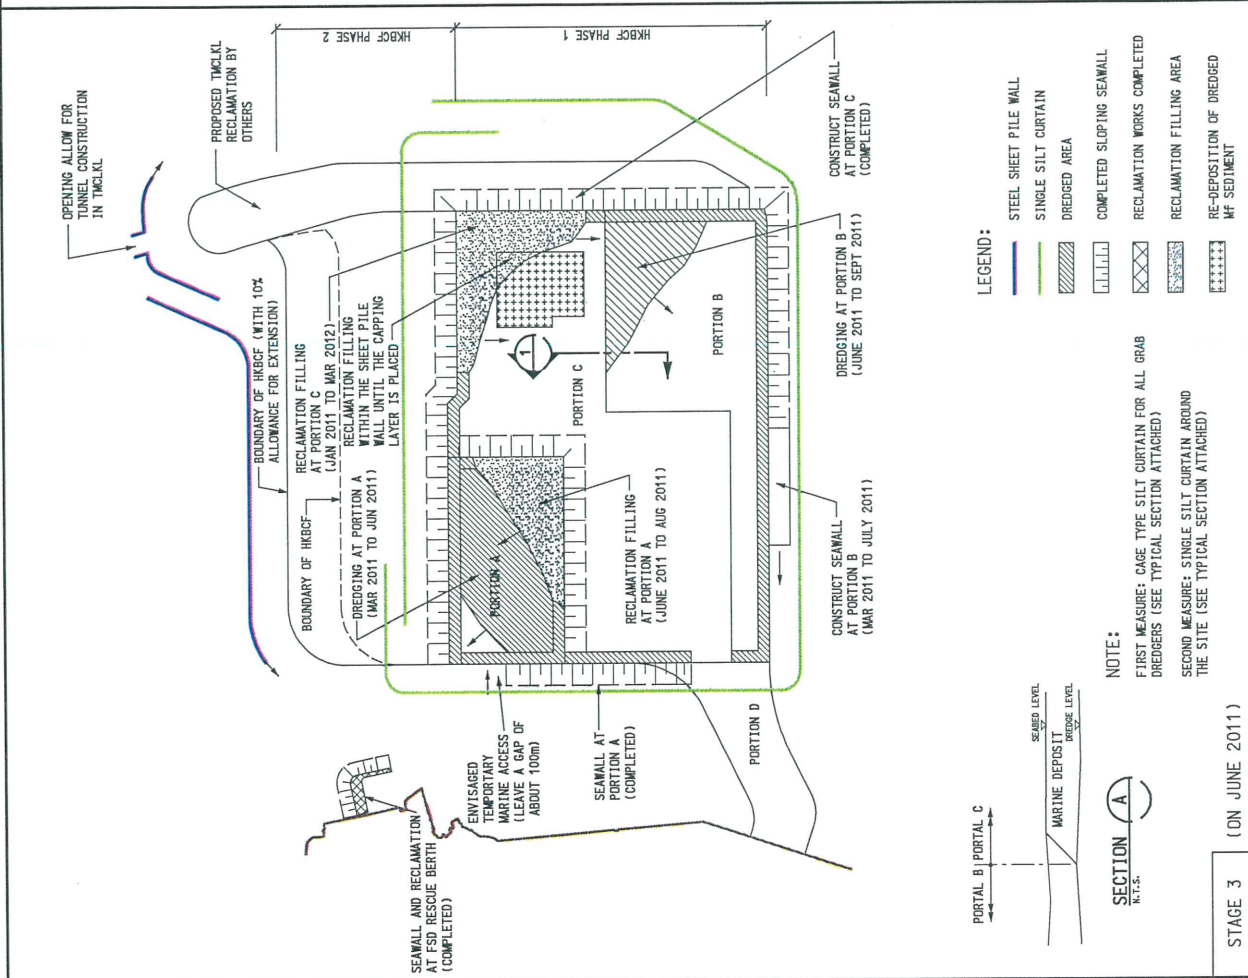 OPENING ALLOW FOR
TUNNEL CONSTRUCTION
IN TMCLKL
PROPOSED TMCLKL
RECLAMATION BY
OTHERS
HKBCF PHASE 2
HKBCF PHASE 1
BOUNDARY OF HKBCF (WITH 10%
ALLOWANCE FOR EXTENSION)
RECLAMATION FILLING
AT PORTION C
(JAN 2011 TO MAR 2012)
RECLAMATION FILLING
WITHIN THE SHEET PILE
WALL UNTIL THE CAPPING
LAYER IS PLACED
BOUNDARY OF HKBCF
DREDGING AT PORTION A
(MAR 2011 TO JUN 2011)
CONSTRUCT SEAWALL
AT PORTION C
(COMPLETED)
DREDGING AT PORTION B
(JUNE 2011 TO SEPT 2011)
PORTION B
1
PORTION C
PORTION A
RECLAMATION FILLING
AT PORTION A
(JUNE 2011 TO AUG 2011)
CONSTRUCT SEAWALL
AT PORTION B
(MAR 2011 TO JULY 2011)
ENVISAGED
TEMPORTARY
MARINE ACCESS
(LEAVE A GAP OF
ABOUT 100m)
SEAWALL AT
PORTION A
(COMPLETED)
PORTION D
SEAWALL AND RECLAMATION
AT FSD RESCUE BERTH
(COMPLETED)
LEGEND:
STEEL SHEET PILE WALL
SINGLE SILT CURTAIN
DREDGED AREA
COMPLETED SLOPING SEAWALL
RECLAMATION WORKS COMPLETED
RECLAMATION FILLING AREA
RE-DEPOSITION OF DREDGED
Mf SEDIMENT
NOTE:
FIRST MEASURE: CAGE TYPE SILT CURTAIN FOR ALL GRAB
DREDGERS (SEE TYPICAL SECTION ATTACHED)
SECOND MEASURE: SINGLE SILT CURTAIN AROUND
THE SITE (SEE TYPICAL SECTION ATTACHED)
PORTAL B PORTAL C
SEABED LEVEL
MARINE DEPOSIT
DREDGE LEVEL
SECTION A
N.T.S.
STAGE 3 (ON JUNE 2011)